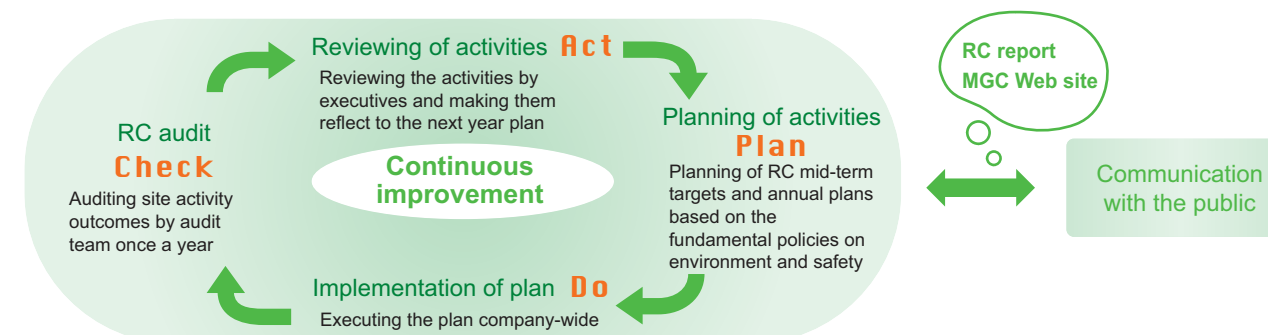 Reviewing of activities Act
Reviewing the activities by
executives and making them
reflect to the next year plan
Planning of activities
Plan
Planning of RC mid-term
targets and annual plans
based on the
fundamental policies on
environment and safety
Implementation of plan Do
Executing the plan company-wide
RC audit
Check
Auditing site activity
outcomes by audit
team once a year
Continuous
improvement
RC report
MGC Web site
Communication
with the public